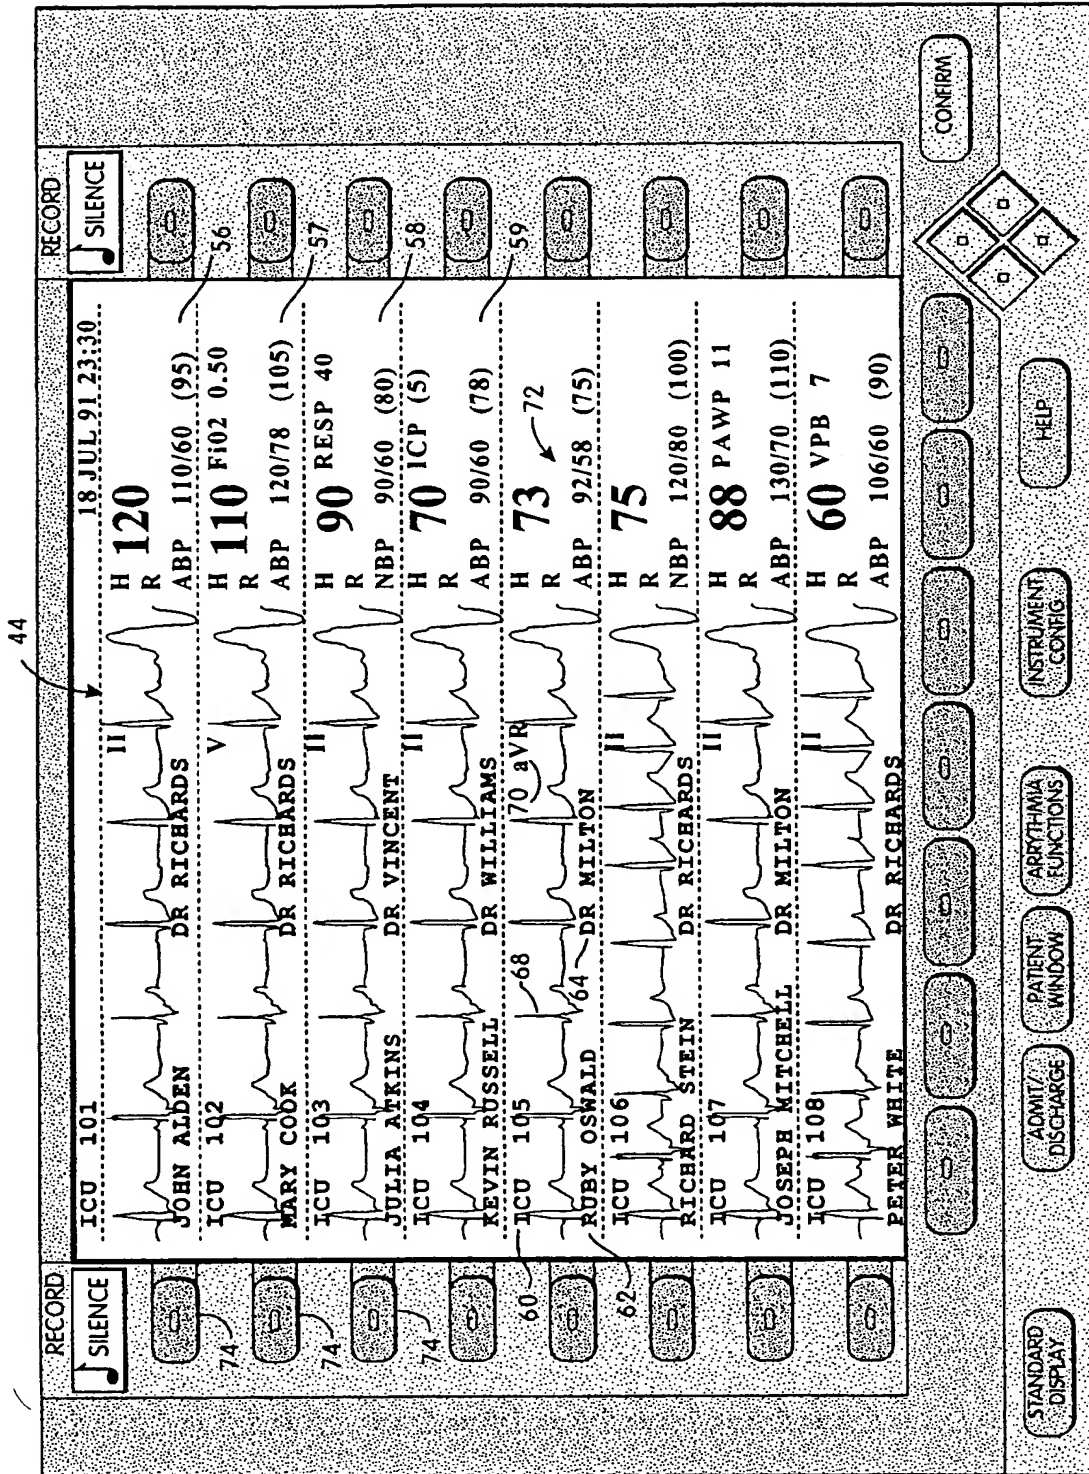 44
RECORD
SILENCE
RECORD
SILENCE
18 JUL 91 23:30
ICU 101
II
H
R
120
JOHN ALDEN
DR RICHARDS
ABP 110/60 (95)
56
74
ICU 102
V
H
R
110 Fi02 0.50
MARY COOK
DR RICHARDS
ABP 120/78 (105)
57
74
ICU 103
II
H
R
90 RESP 40
JULIA ATKINS
DR VINCENT
NBP 90/60 (80)
58
74
ICU 104
II
H
R
70 ICP (5)
KEVIN RUSSELL
DR WILLIAMS
ABP 90/60 (78)
59
60
ICU 105
68
70 aVR
H
R
73
72
RUBY OSWALD
64
DR MILTON
ABP 92/58 (75)
62
ICU 106
II
H
R
75
RICHARD STEIN
DR RICHARDS
NBP 120/80 (100)
ICU 107
II
H
R
88 PAWP 11
JOSEPH MITCHELL
DR MILTON
ABP 130/70 (110)
ICU 108
II
H
R
60 VPB 7
PETER WHITE
DR RICHARDS
ABP 106/60 (90)
CONFIRM
STANDARD
DISPLAY
ADMIT/
DISCHARGE
PATIENT
WINDOW
ARRYTHMIA
FUNCTIONS
INSTRUMENT
CONFIG
HELP